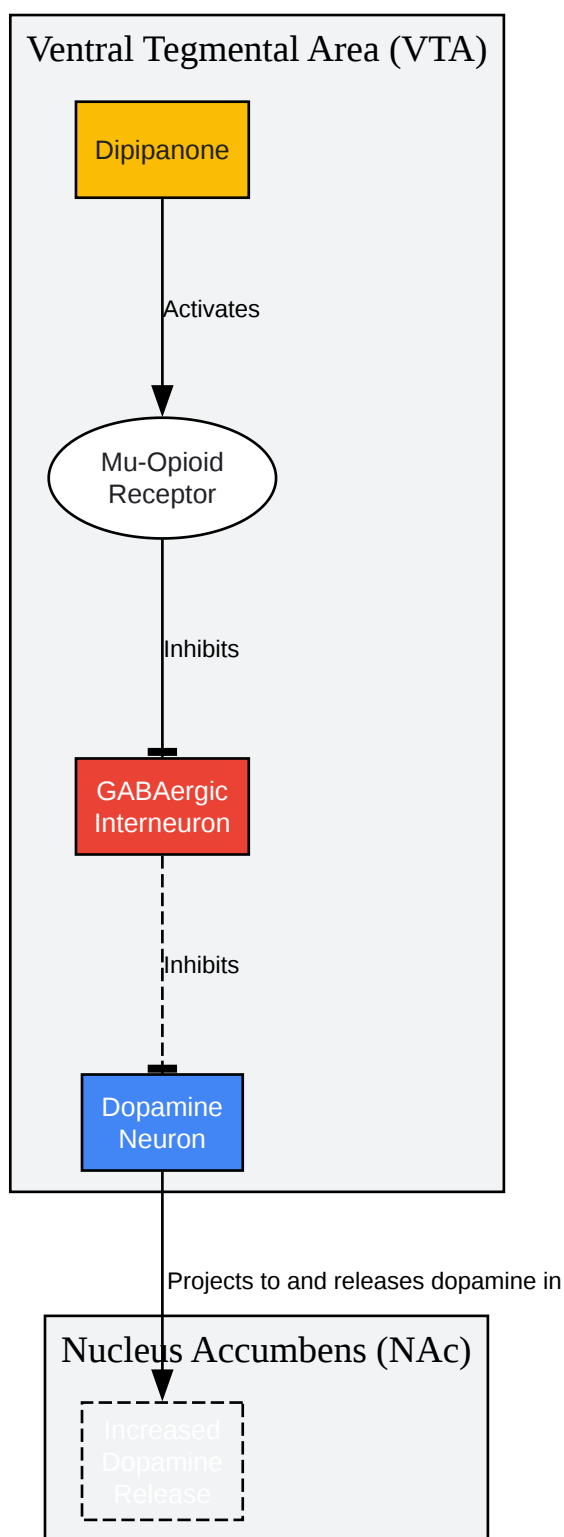 Ventral Tegmental Area (VTA)
Dipipanone
Activates
Mu-Opioid
Receptor
Inhibits
GABAergic
Interneuron
Inhibits
Dopamine
Neuron
Projects to and releases dopamine in
Nucleus Accumbens (NAc)
Increased
Dopamine
Release